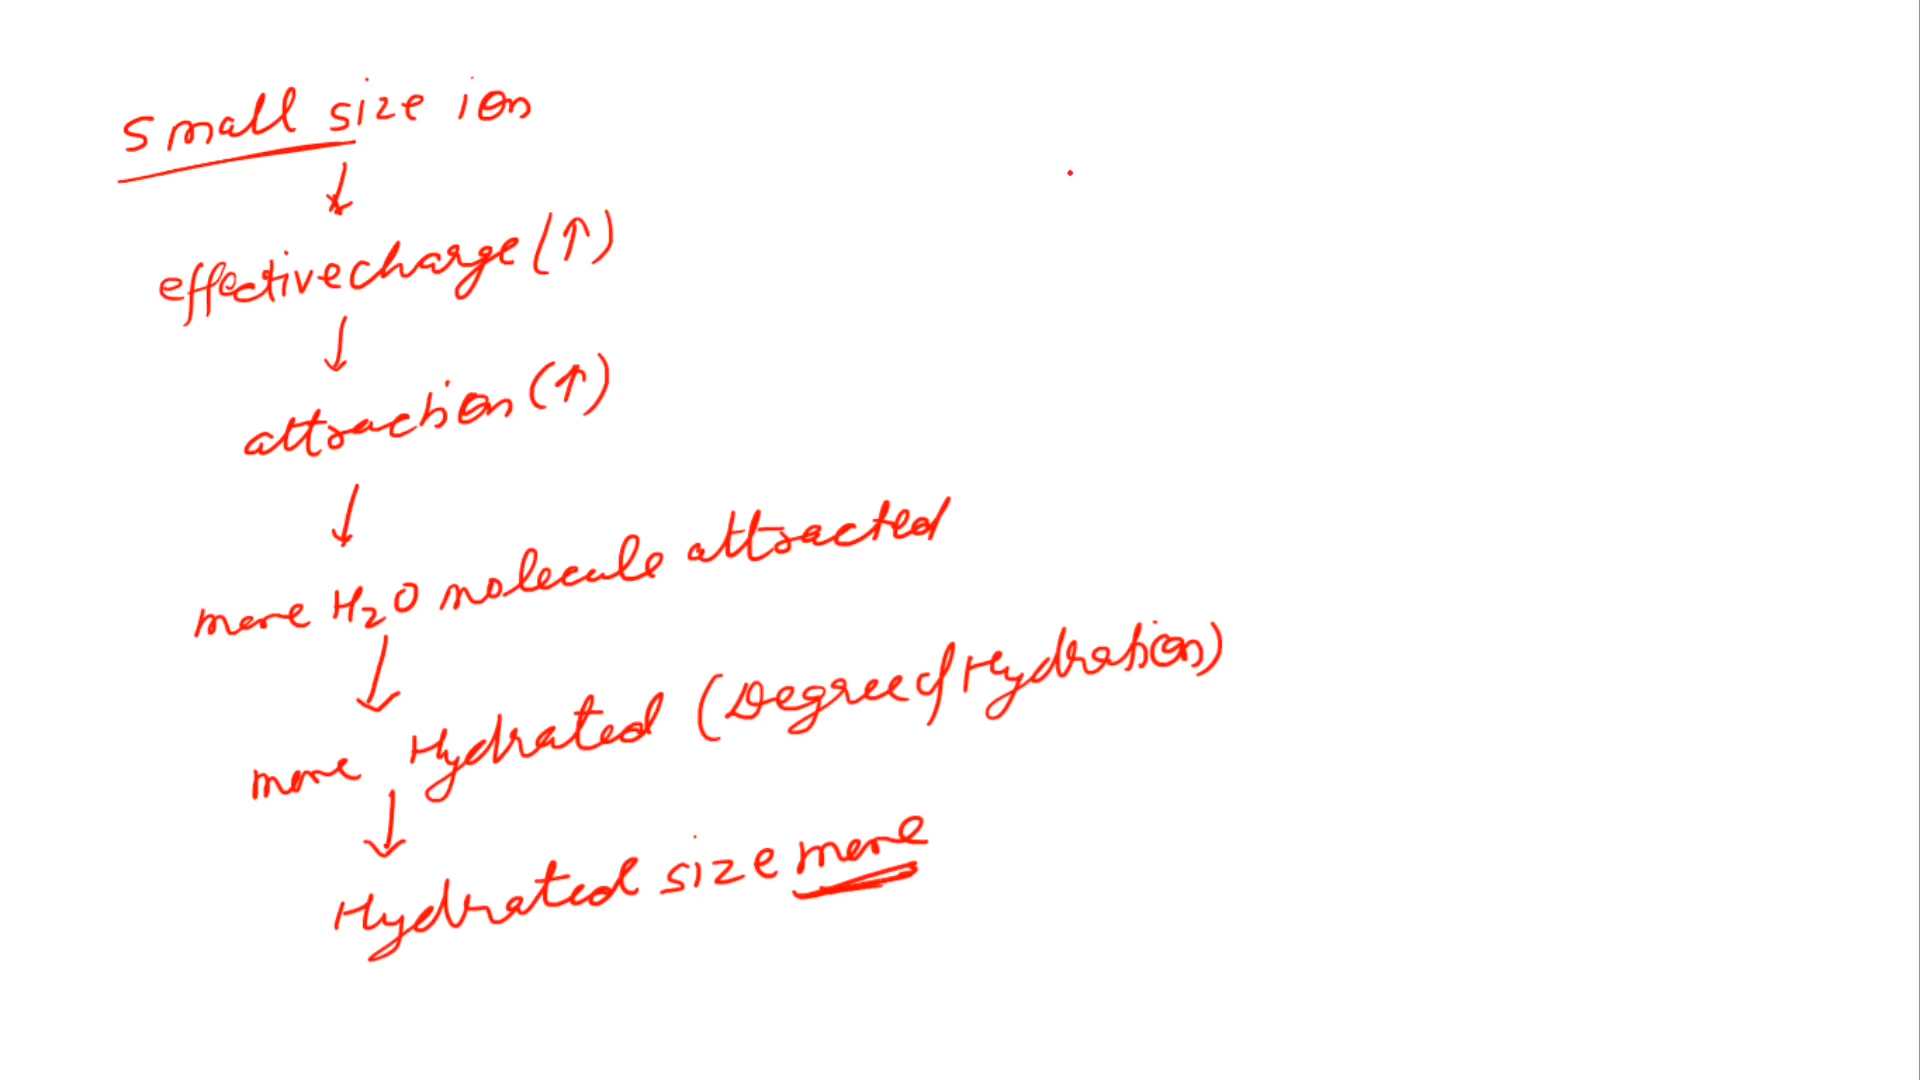 small size ion
↓
effective charge (↑)
↓
attraction (↑)
↓
more H₂O molecule attracted
↓
more Hydrated (Degree of Hydration)
↓
Hydrated size more